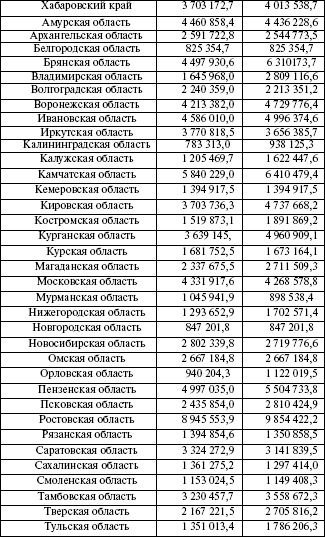 Хабаровский край 3 703 172,7 4 013 538,7
Амурская область 4 460 858,4 4 436 228,6
Архангельская область 2 591 722,8 2 544 773,5
Белгородская область 825 354,7 825 354,7
Брянская область 4 497 930,6 6 310173,7
Владимирская область 1 645 968,0 2 809 116,6
Волгоградская область 2 240 359,0 2 213 351,2
Воронежская область 4 213 382,0 4 729 776,4
Ивановская область 4 586 010,0 4 996 374,6
Иркутская область 3 770 818,5 3 656 385,7
Калининградская область 783 313,0 938 125,3
Калужская область 1 205 469,7 1 622 447,6
Камчатская область 5 840 229,0 6 410 479,4
Кемеровская область 1 394 917,5 1 394 917,5
Кировская область 3 703 736,3 4 737 668,2
Костромская область 1 519 873,1 1 891 869,2
Курганская область 3 639 145, 4 960 909,1
Курская область 1 681 752,5 1 673 164,1
Магаданская область 2 337 675,5 2 711 509,3
Московская область 4 331 917,6 4 268 578,8
Мурманская область 1 045 941,9 898 538,4
Нижегородская область 1 293 652,9 1 702 571,4
Новгородская область 847 201,8 847 201,8
Новосибирская область 2 802 339,8 2 719 776,6
Омская область 2 667 184,8 2 667 184,8
Орловская область 940 204,3 1 122 019,5
Пензенская область 4 997 035,0 5 504 733,8
Псковская область 2 435 854,0 2 810 424,9
Ростовская область 8 945 553,9 9 854 422,2
Рязанская область 1 394 854,6 1 350 858,5
Саратовская область 3 324 272,9 3 141 839,5
Сахалинская область 1 361 275,2 1 297 414,0
Смоленская область 1 153 024,5 1 149 408,3
Тамбовская область 3 230 457,7 3 558 672,3
Тверская область 2 167 221,5 2 705 816,2
Тульская область 1 351 013,4 1 786 206,3